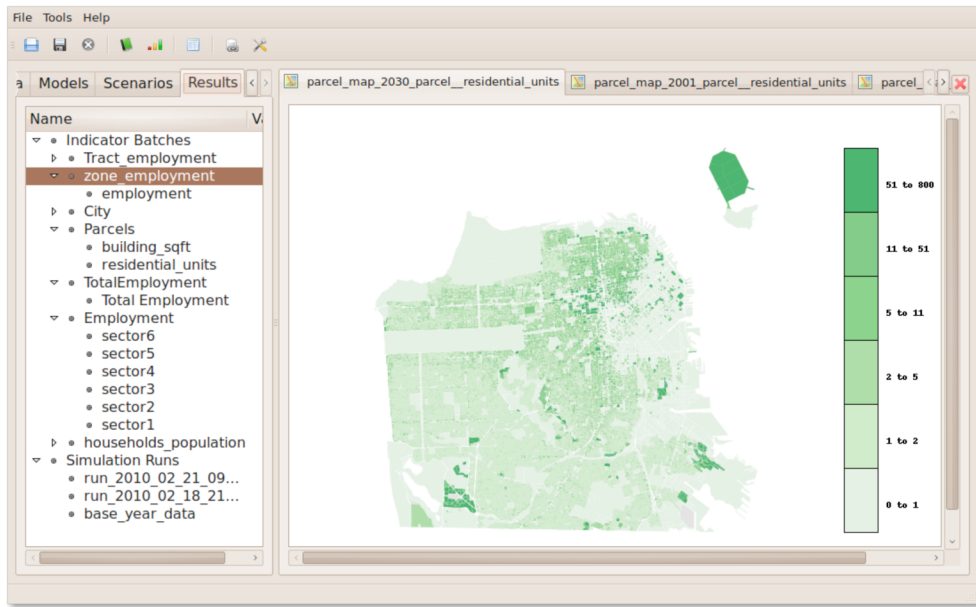 File Tools Help
a Models Scenarios Results
Name V
Indicator Batches
Tract_employment
zone_employment
employment
City
Parcels
building_sqft
residential_units
TotalEmployment
Total Employment
Employment
sector6
sector5
sector4
sector3
sector2
sector1
households_population
Simulation Runs
run_2010_02_21_09...
run_2010_02_18_21...
base_year_data
parcel_map_2030_parcel__residential_units parcel_map_2001_parcel__residential_units parcel_
51 to 800
11 to 51
5 to 11
2 to 5
1 to 2
0 to 1